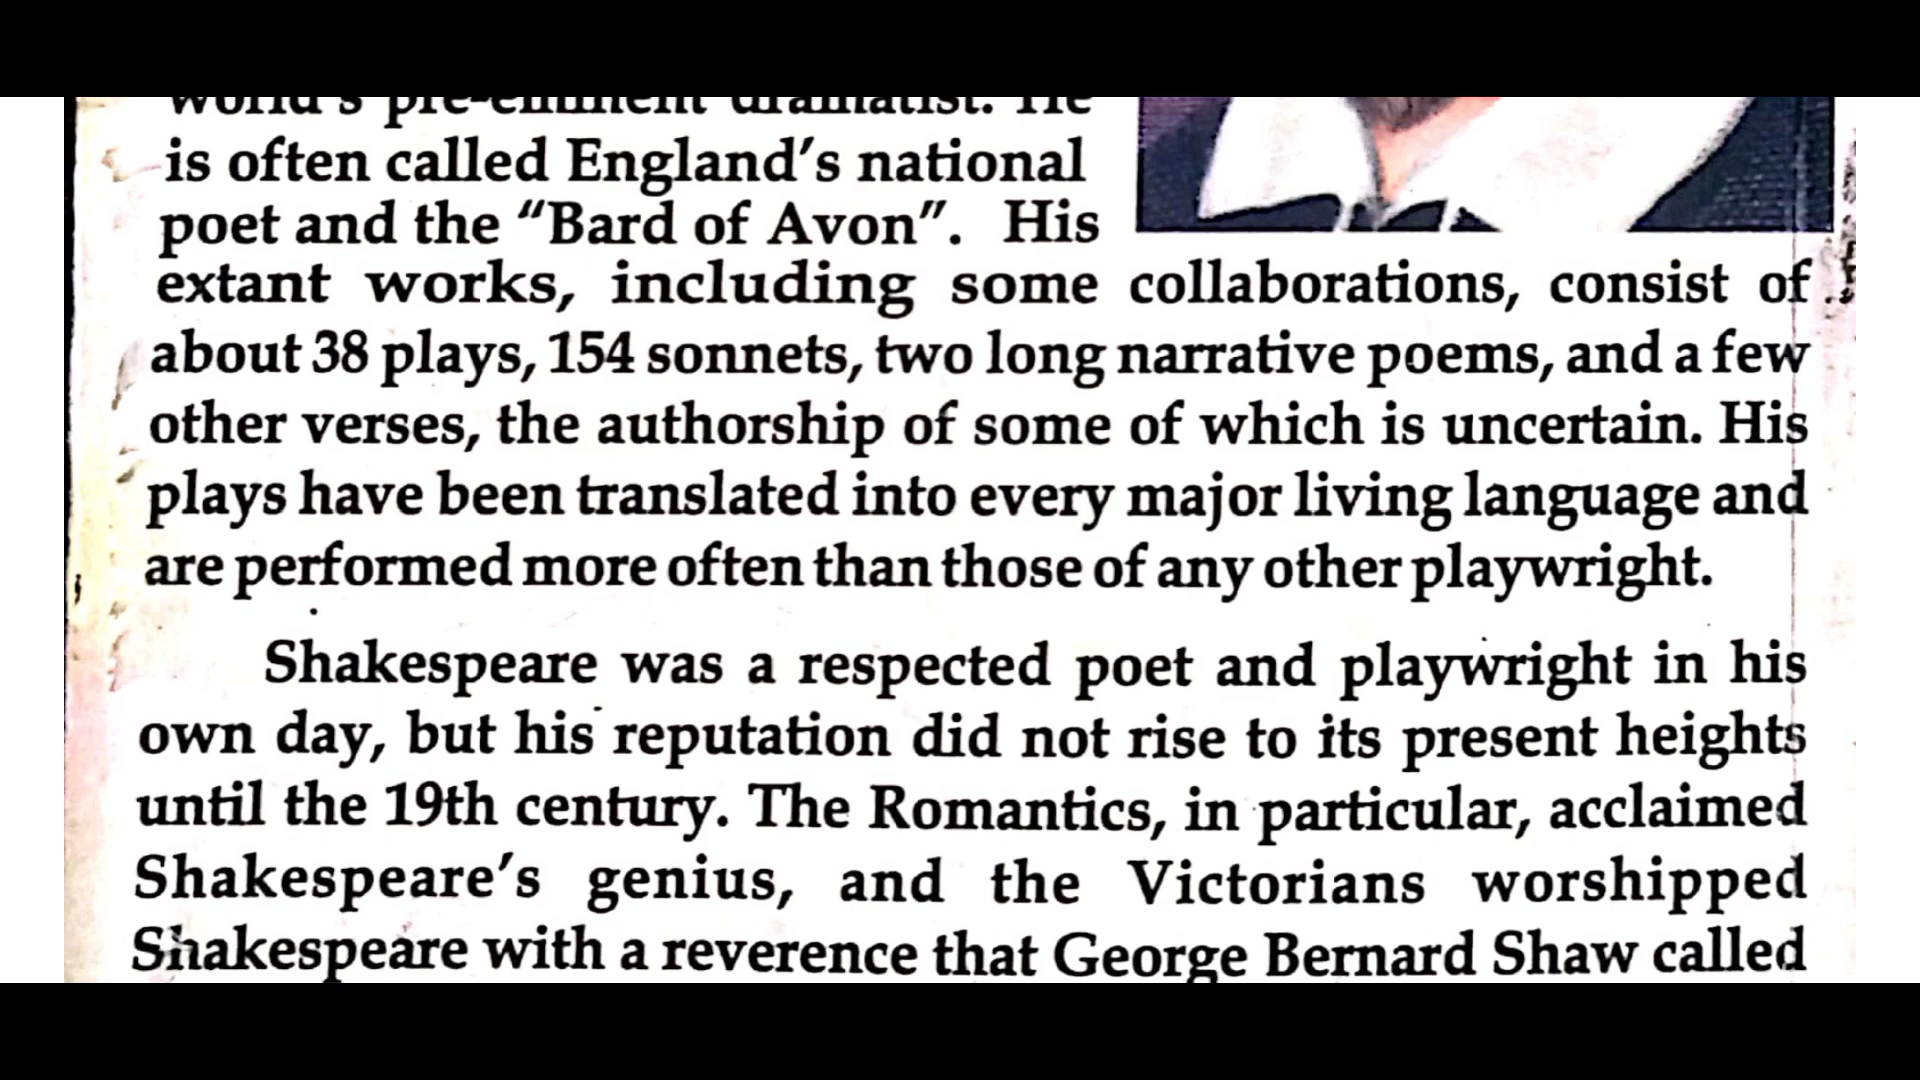 world's pre-eminent dramatist. He
is often called England's national
poet and the "Bard of Avon". His
extant works, including some collaborations, consist of
about 38 plays, 154 sonnets, two long narrative poems, and a few
other verses, the authorship of some of which is uncertain. His
plays have been translated into every major living language and
are performed more often than those of any other playwright.
Shakespeare was a respected poet and playwright in his
own day, but his reputation did not rise to its present heights
until the 19th century. The Romantics, in particular, acclaimed
Shakespeare's genius, and the Victorians worshipped
Shakespeare with a reverence that George Bernard Shaw called